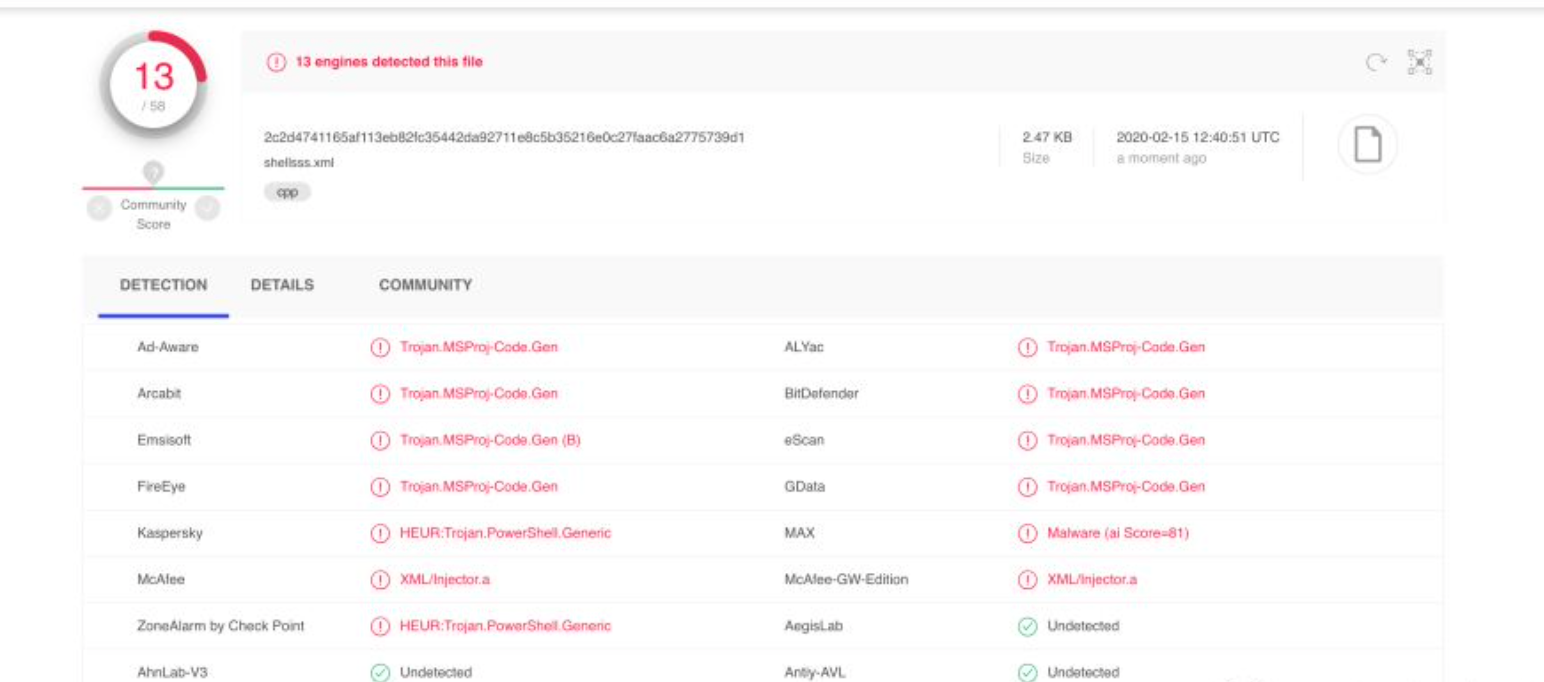 13
/ 58
Community
Score
13 engines detected this file
2c2d4741165af113eb82fc35442da92711e8c5b35216e0c27faac6a2775739d1
shellsss.xml
cpp
2.47 KB
Size
2020-02-15 12:40:51 UTC
a moment ago
DETECTION DETAILS COMMUNITY
Ad-Aware Trojan.MSProj-Code.Gen ALYac Trojan.MSProj-Code.Gen
Arcabit Trojan.MSProj-Code.Gen BitDefender Trojan.MSProj-Code.Gen
Emsisoft Trojan.MSProj-Code.Gen (B) eScan Trojan.MSProj-Code.Gen
FireEye Trojan.MSProj-Code.Gen GData Trojan.MSProj-Code.Gen
Kaspersky HEUR:Trojan.PowerShell.Generic MAX Malware (ai Score=81)
McAfee XML/Injector.a McAfee-GW-Edition XML/Injector.a
ZoneAlarm by Check Point HEUR:Trojan.PowerShell.Generic AegisLab Undetected
AhnLab-V3 Undetected Antiy-AVL Undetected